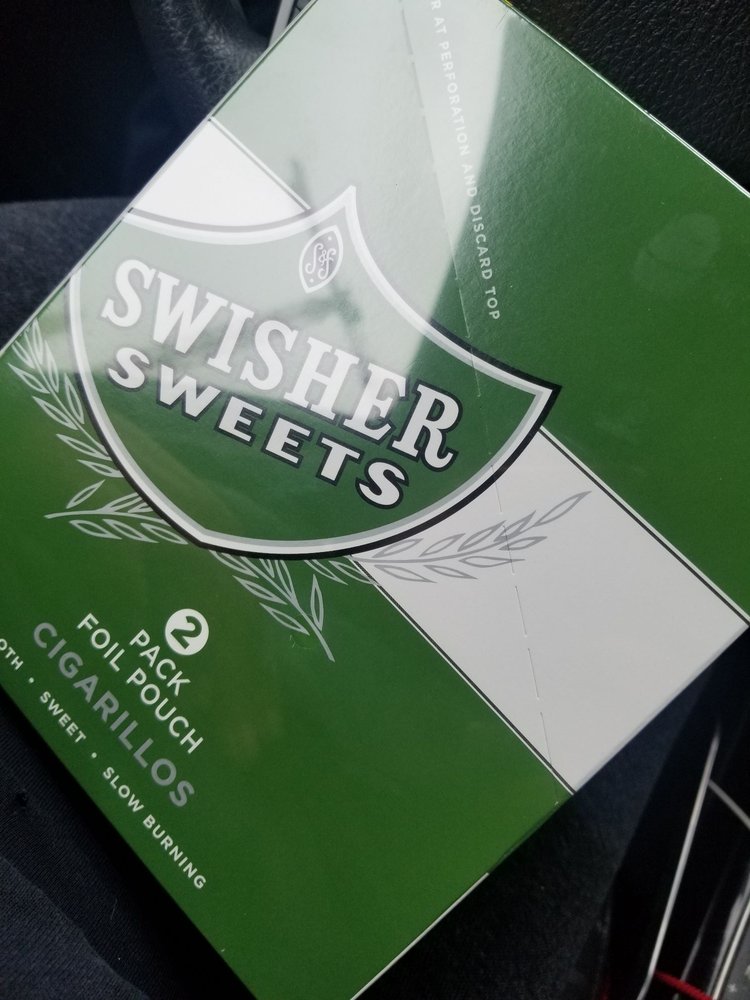 AT PERFORATION AND DISCARD TOP
SWISHER
SWEETS
2
PACK
FOIL POUCH
CIGARILLOS
• SWEET • SLOW BURNING